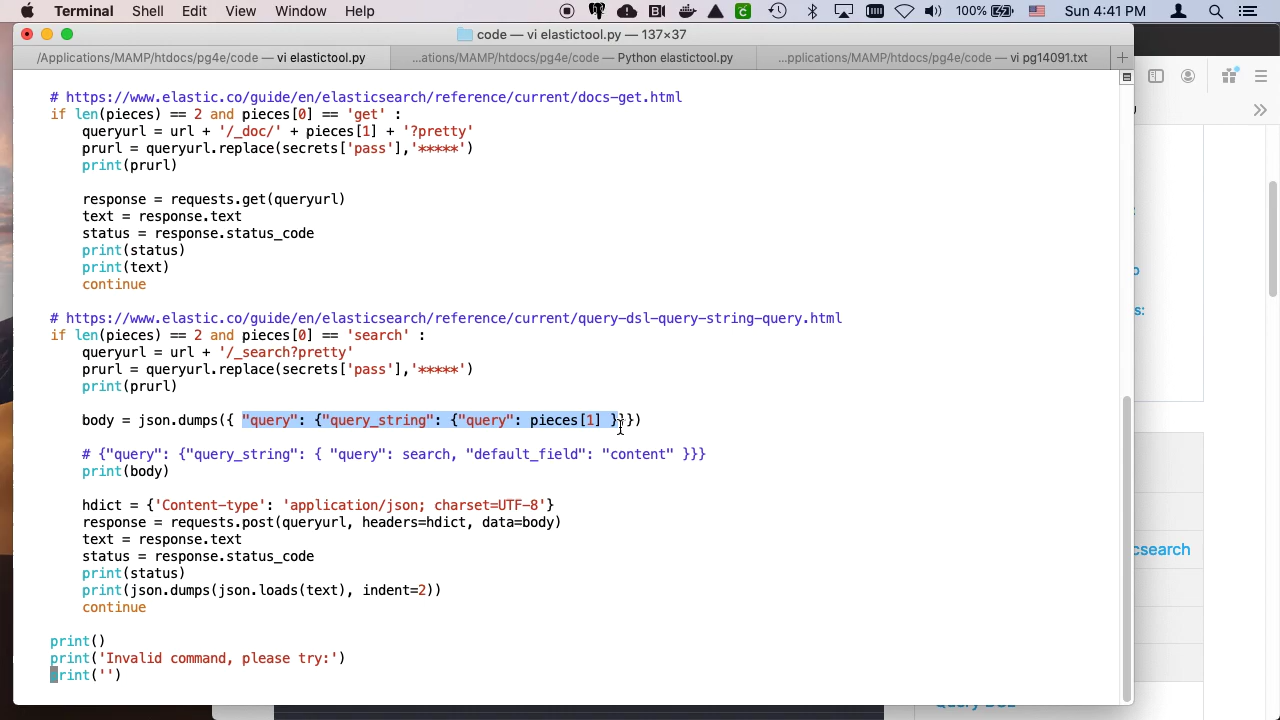 Terminal Shell Edit View Window Help 100% Sun 4:41 PM
code — vi elastictool.py — 137×37
/Applications/MAMP/htdocs/pg4e/code — vi elastictool.py ...ations/MAMP/htdocs/pg4e/code — Python elastictool.py ...pplications/MAMP/htdocs/pg4e/code — vi pg14091.txt
# https://www.elastic.co/guide/en/elasticsearch/reference/current/docs-get.html
if len(pieces) == 2 and pieces[0] == 'get' :
queryurl = url + '/_doc/' + pieces[1] + '?pretty'
prurl = queryurl.replace(secrets['pass'],'*****')
print(prurl)
response = requests.get(queryurl)
text = response.text
status = response.status_code
print(status)
print(text)
continue
# https://www.elastic.co/guide/en/elasticsearch/reference/current/query-dsl-query-string-query.html
if len(pieces) == 2 and pieces[0] == 'search' :
queryurl = url + '/_search?pretty'
prurl = queryurl.replace(secrets['pass'],'*****')
print(prurl)
body = json.dumps({ "query": {"query_string": {"query": pieces[1] }}})
# {"query": {"query_string": { "query": search, "default_field": "content" }}}
print(body)
hdict = {'Content-type': 'application/json; charset=UTF-8'}
response = requests.post(queryurl, headers=hdict, data=body)
text = response.text
status = response.status_code
print(status)
print(json.dumps(json.loads(text), indent=2))
continue
print()
print('Invalid command, please try:')
print('')
csearch